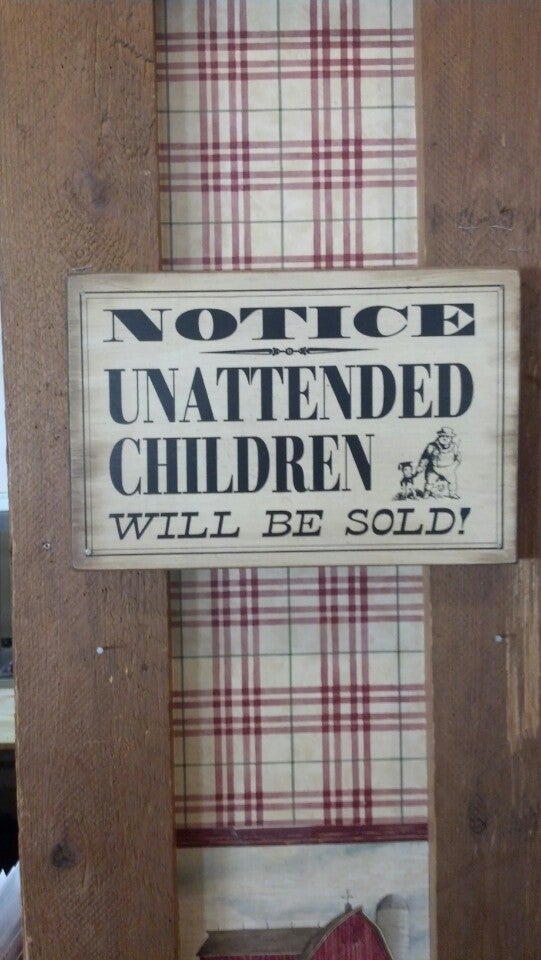 NOTICE
UNATTENDED
CHILDREN
WILL BE SOLD!